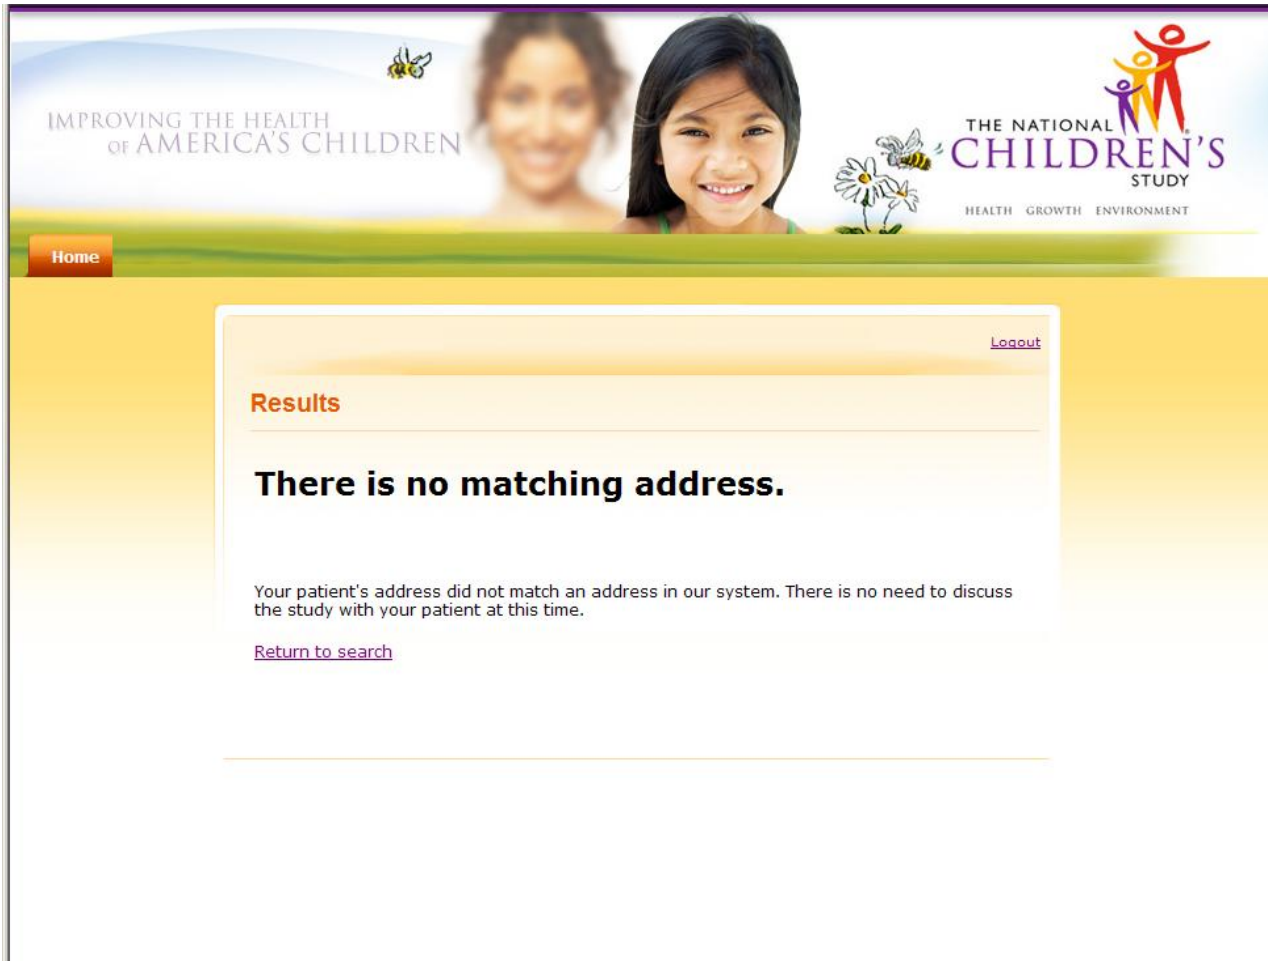 IMPROVING THE HEALTH
OF AMERICA'S CHILDREN
THE NATIONAL
CHILDREN'S
STUDY
HEALTH GROWTH ENVIRONMENT
Home
Logout
Results
There is no matching address.
Your patient's address did not match an address in our system. There is no need to discuss
the study with your patient at this time.
Return to search